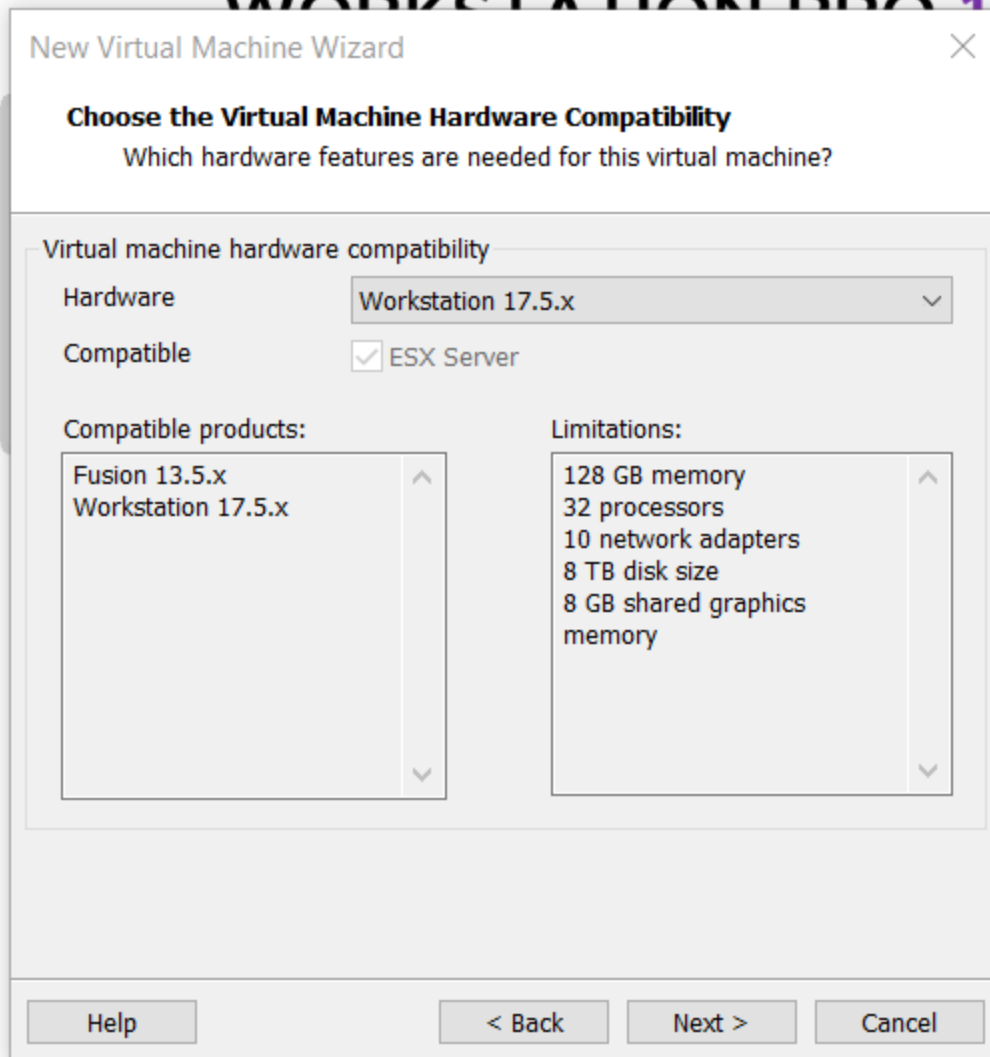 WORKSTATION PRO 1
New Virtual Machine Wizard
Choose the Virtual Machine Hardware Compatibility
Which hardware features are needed for this virtual machine?
Virtual machine hardware compatibility
Hardware
Workstation 17.5.x
Compatible
ESX Server
Compatible products:
Fusion 13.5.x
Workstation 17.5.x
Limitations:
128 GB memory
32 processors
10 network adapters
8 TB disk size
8 GB shared graphics
memory
Help
< Back
Next >
Cancel